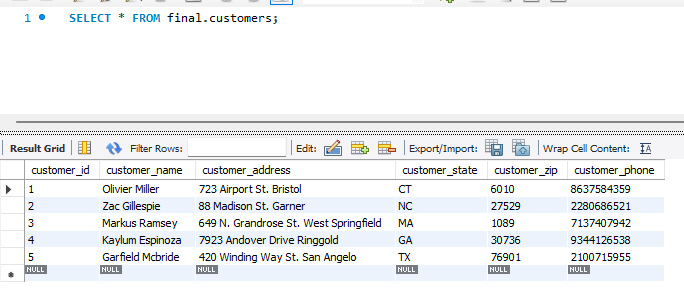 1 SELECT * FROM final.customers;
Result Grid Filter Rows: Edit: Export/Import: Wrap Cell Content:
customer_id customer_name customer_address customer_state customer_zip customer_phone
1 Olivier Miller 723 Airport St. Bristol CT 6010 8637584359
2 Zac Gillespie 88 Madison St. Garner NC 27529 2280686521
3 Markus Ramsey 649 N. Grandrose St. West Springfield MA 1089 7137407942
4 Kaylum Espinoza 7923 Andover Drive Ringgold GA 30736 9344126538
5 Garfield Mcbride 420 Winding Way St. San Angelo TX 76901 2100715955
NULL NULL NULL NULL NULL NULL